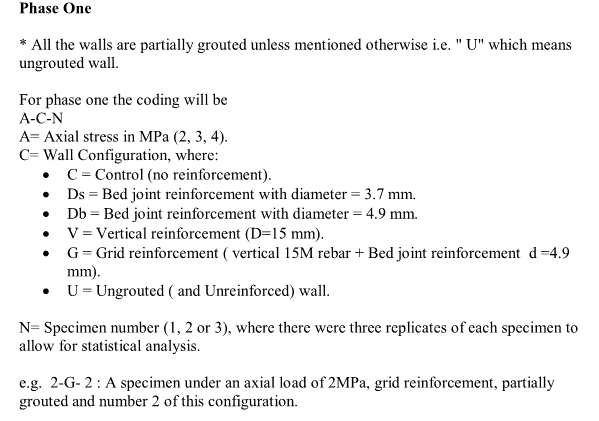 Phase One
* All the walls are partially grouted unless mentioned otherwise i.e. " U" which means
ungrouted wall.
For phase one the coding will be
A-C-N
A= Axial stress in MPa (2, 3, 4).
C= Wall Configuration, where:
• C = Control (no reinforcement).
• Ds = Bed joint reinforcement with diameter = 3.7 mm.
• Db = Bed joint reinforcement with diameter = 4.9 mm.
• V = Vertical reinforcement (D=15 mm).
• G = Grid reinforcement ( vertical 15M rebar + Bed joint reinforcement d =4.9
mm).
• U = Ungrouted ( and Unreinforced) wall.
N= Specimen number (1, 2 or 3), where there were three replicates of each specimen to
allow for statistical analysis.
e.g. 2-G- 2 : A specimen under an axial load of 2MPa, grid reinforcement, partially
grouted and number 2 of this configuration.